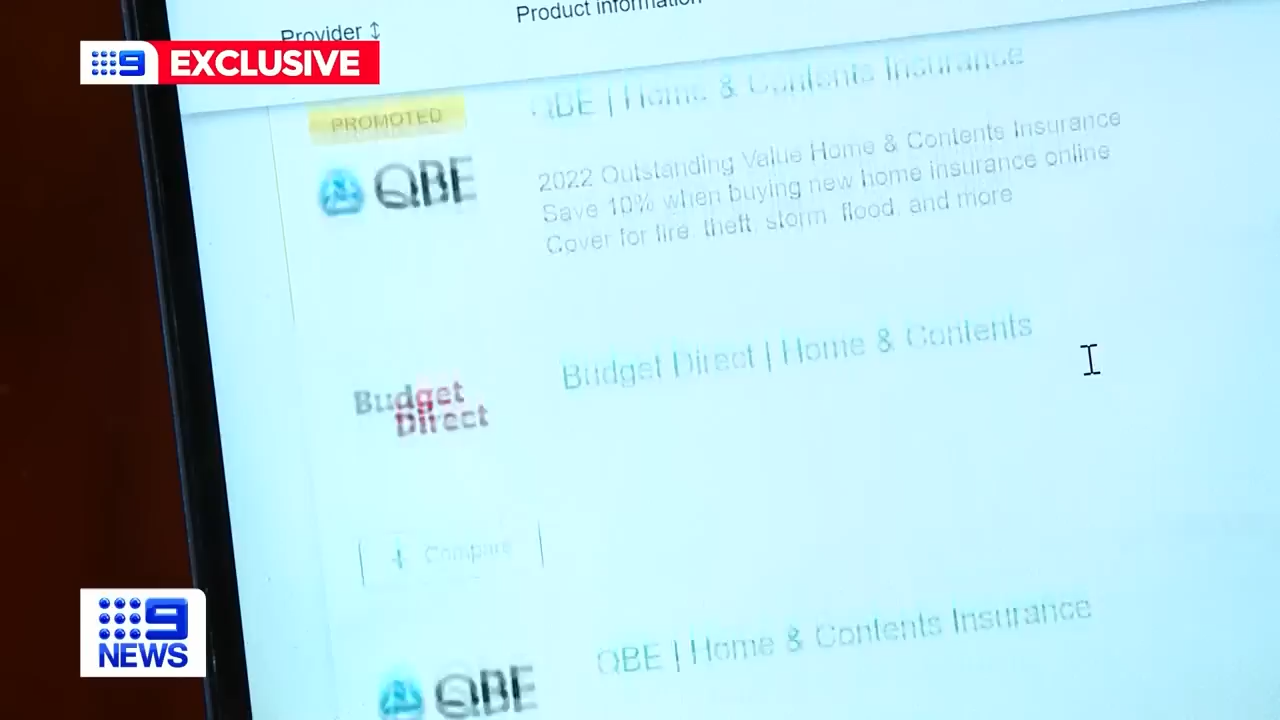 Provider
Product information
9 EXCLUSIVE
PROMOTED
QBE | Home & Contents Insurance
QBE
2022 Outstanding Value Home & Contents Insurance
Save 10% when buying new home insurance online
Cover for fire, theft, storm, flood, and more
Budget Direct | Home & Contents
Budget
Direct
+ Compare
QBE | Home & Contents Insurance
QBE
9
NEWS